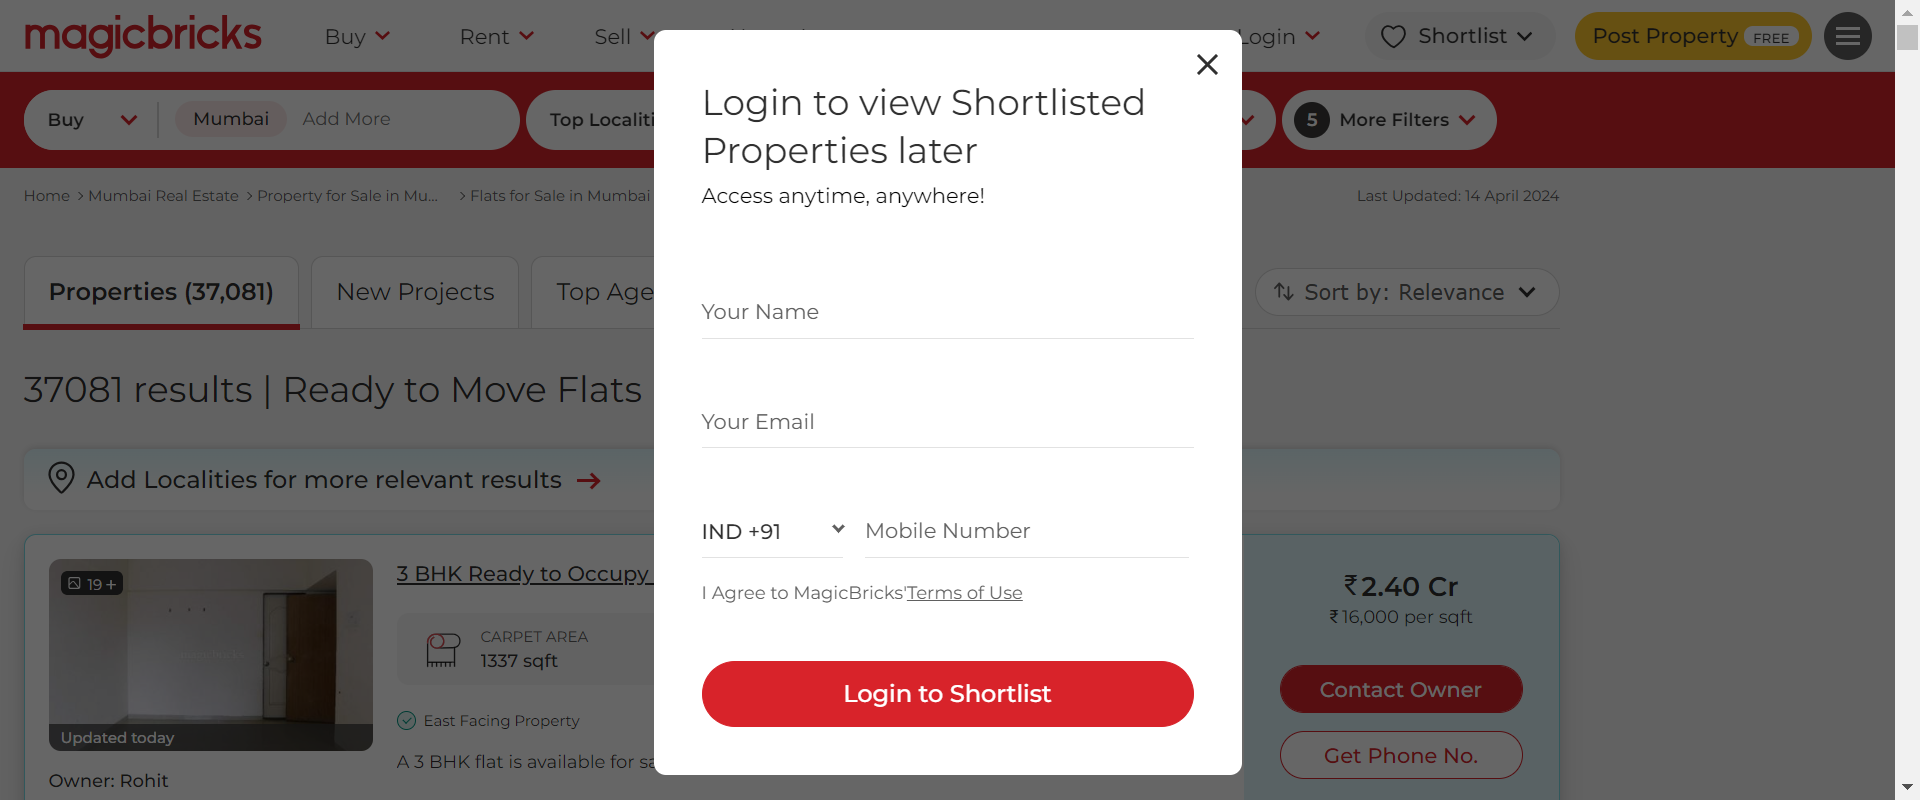 magicbricks
Buy
Rent
Sell
Login
Shortlist
Post Property FREE
Buy
Mumbai
Add More
Top Localiti
5 More Filters
Home > Mumbai Real Estate > Property for Sale in Mu... > Flats for Sale in Mumbai
Last Updated: 14 April 2024
Properties (37,081)
New Projects
Top Age
Sort by: Relevance
37081 results | Ready to Move Flats
Add Localities for more relevant results
19 +
Updated today
Owner: Rohit
3 BHK Ready to Occupy
CARPET AREA
1337 sqft
East Facing Property
A 3 BHK flat is available for sa
₹2.40 Cr
₹16,000 per sqft
Contact Owner
Get Phone No.
Login to view Shortlisted
Properties later
Access anytime, anywhere!
Your Name
Your Email
IND +91
Mobile Number
I Agree to MagicBricks'Terms of Use
Login to Shortlist